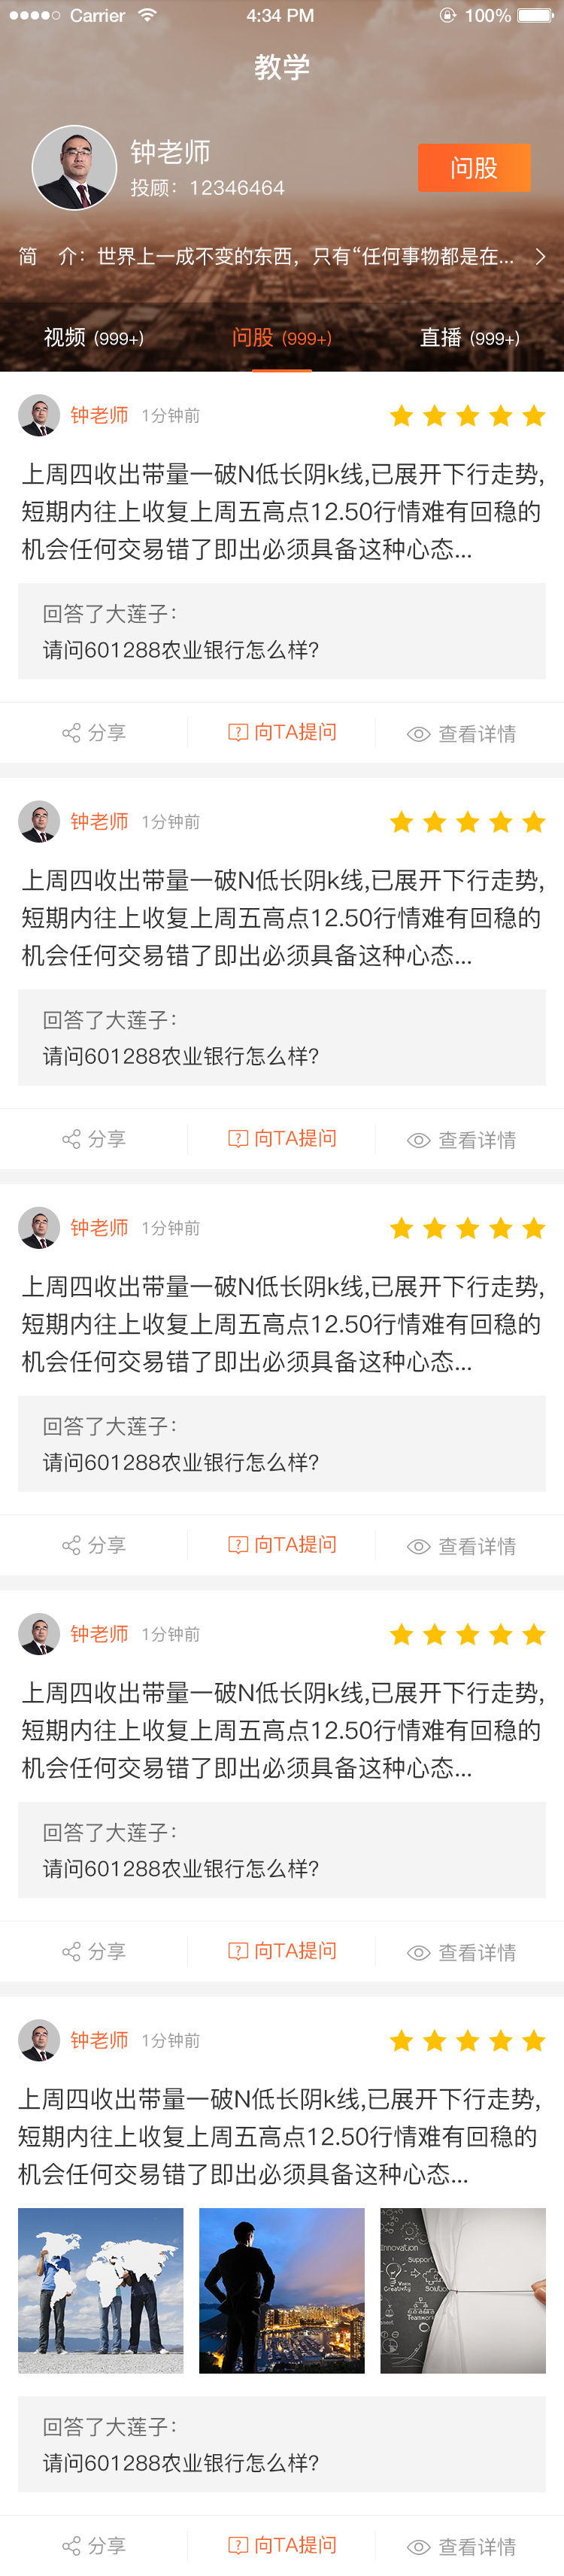 Carrier 4:34 PM 100%
教学
钟老师
投顾：12346464
问股
简 介：世界上一成不变的东西，只有“任何事物都是在...
视频 (999+) 问股 (999+) 直播 (999+)
钟老师 1分钟前
上周四收出带量一破N低长阴k线,已展开下行走势,
短期内往上收复上周五高点12.50行情难有回稳的
机会任何交易错了即出必须具备这种心态...
回答了大莲子：
请问601288农业银行怎么样?
分享 向TA提问 查看详情
钟老师 1分钟前
上周四收出带量一破N低长阴k线,已展开下行走势,
短期内往上收复上周五高点12.50行情难有回稳的
机会任何交易错了即出必须具备这种心态...
回答了大莲子：
请问601288农业银行怎么样?
分享 向TA提问 查看详情
钟老师 1分钟前
上周四收出带量一破N低长阴k线,已展开下行走势,
短期内往上收复上周五高点12.50行情难有回稳的
机会任何交易错了即出必须具备这种心态...
回答了大莲子：
请问601288农业银行怎么样?
分享 向TA提问 查看详情
钟老师 1分钟前
上周四收出带量一破N低长阴k线,已展开下行走势,
短期内往上收复上周五高点12.50行情难有回稳的
机会任何交易错了即出必须具备这种心态...
回答了大莲子：
请问601288农业银行怎么样?
分享 向TA提问 查看详情
钟老师 1分钟前
上周四收出带量一破N低长阴k线,已展开下行走势,
短期内往上收复上周五高点12.50行情难有回稳的
机会任何交易错了即出必须具备这种心态...
Innovation
Support
Creativity
Teamwork
回答了大莲子：
请问601288农业银行怎么样?
分享 向TA提问 查看详情